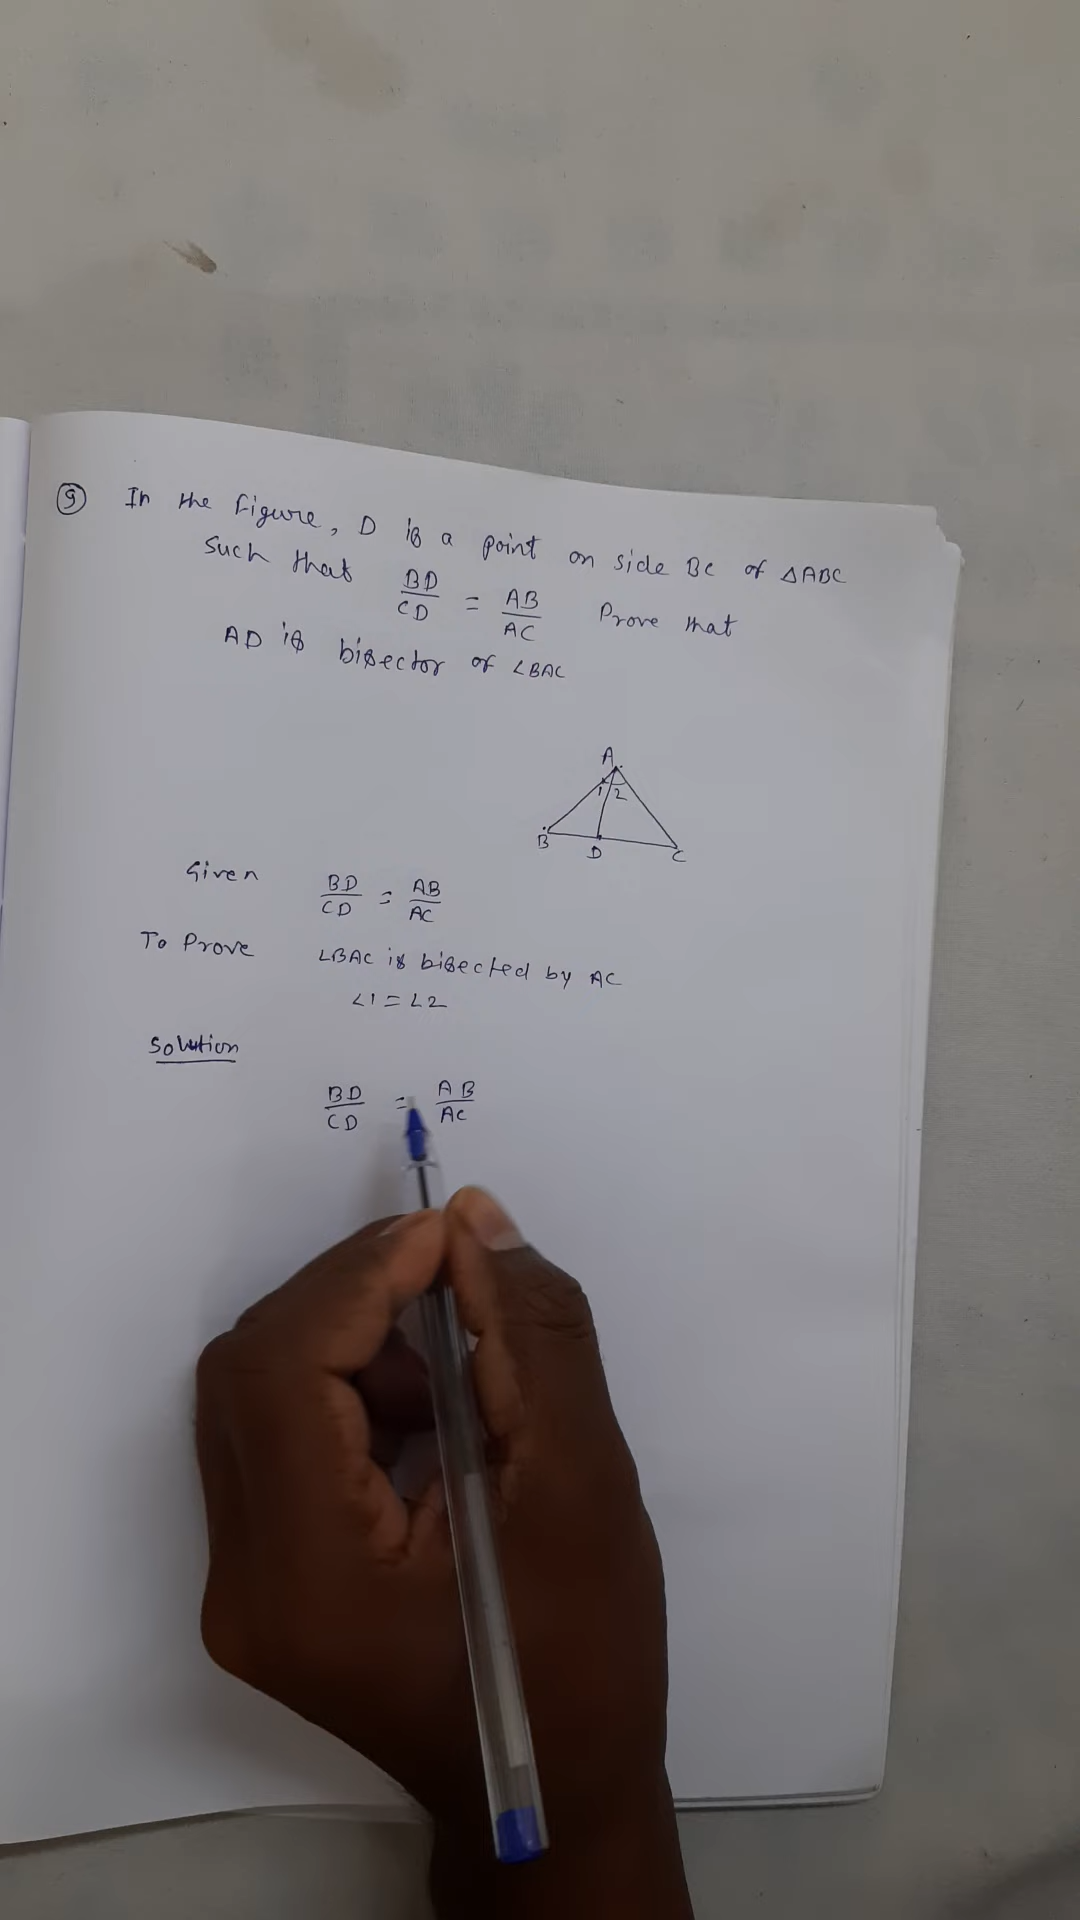 9 In the figure, D is a point on side BC of △ABC
such that BD/CD = AB/AC Prove that
AD is bisector of ∠BAC
A
1 2
B D C
Given BD/CD = AB/AC
To Prove ∠BAC is bisected by AC
∠1 = ∠2
Solution
BD/CD = AB/AC